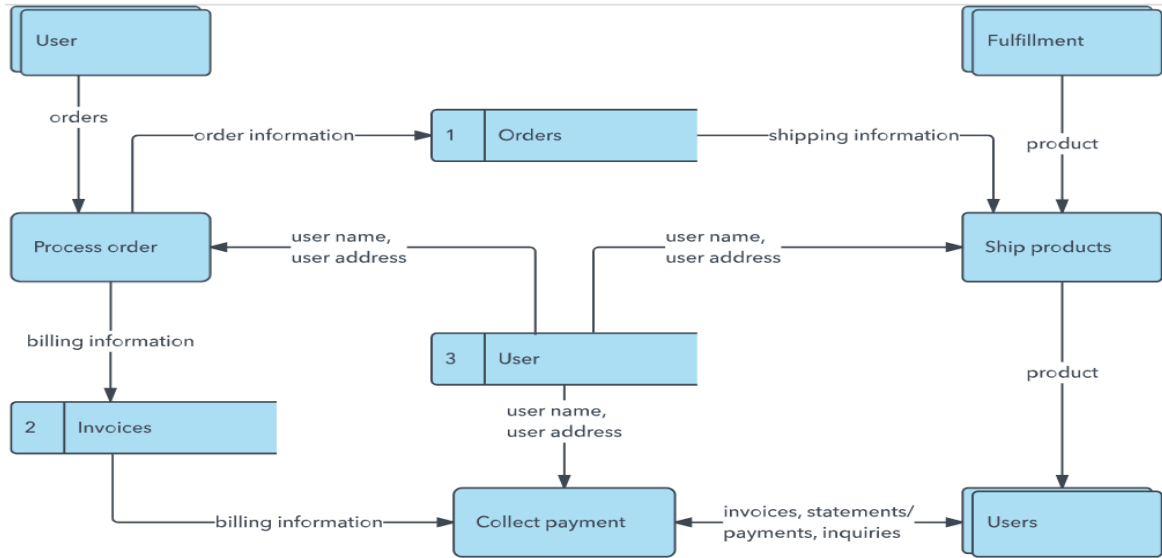 User
Fulfillment
orders
order information
1
Orders
shipping information
product
Process order
user name,
user address
user name,
user address
Ship products
billing information
3
User
product
user name,
user address
2
Invoices
billing information
Collect payment
invoices, statements/
payments, inquiries
Users